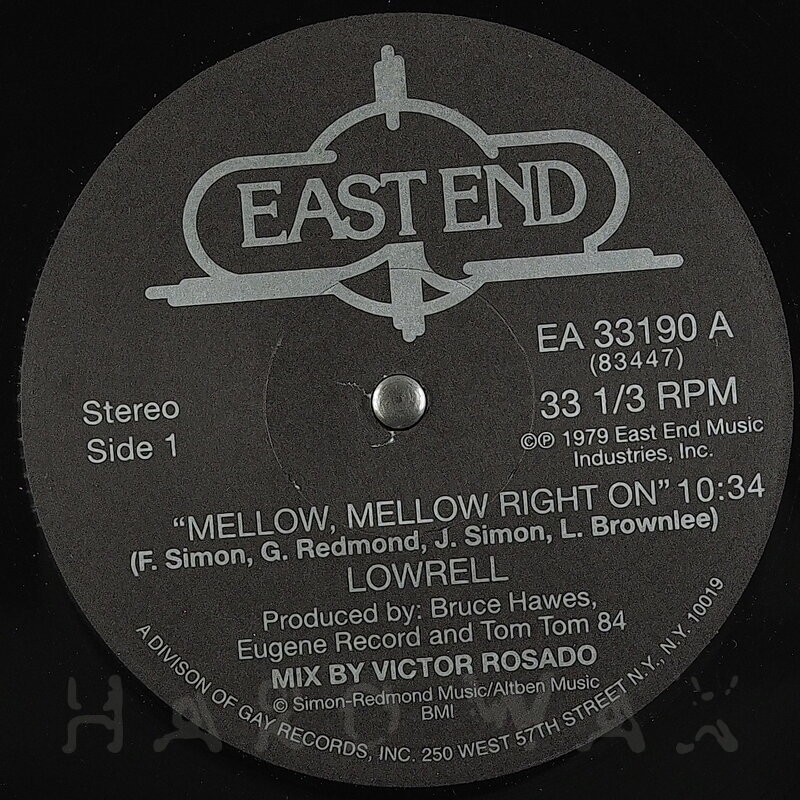 EAST END
EA 33190 A
(83447)
33 1/3 RPM
©℗ 1979 East End Music
Industries, Inc.
Stereo
Side 1
“MELLOW, MELLOW RIGHT ON” 10:34
(F. Simon, G. Redmond, J. Simon, L. Brownlee)
LOWRELL
Produced by: Bruce Hawes,
Eugene Record and Tom Tom 84
MIX BY VICTOR ROSADO
© Simon-Redmond Music/Altben Music
BMI
A DIVISON OF GAY RECORDS, INC. 250 WEST 57TH STREET N.Y., N.Y. 10019
HARD WAX